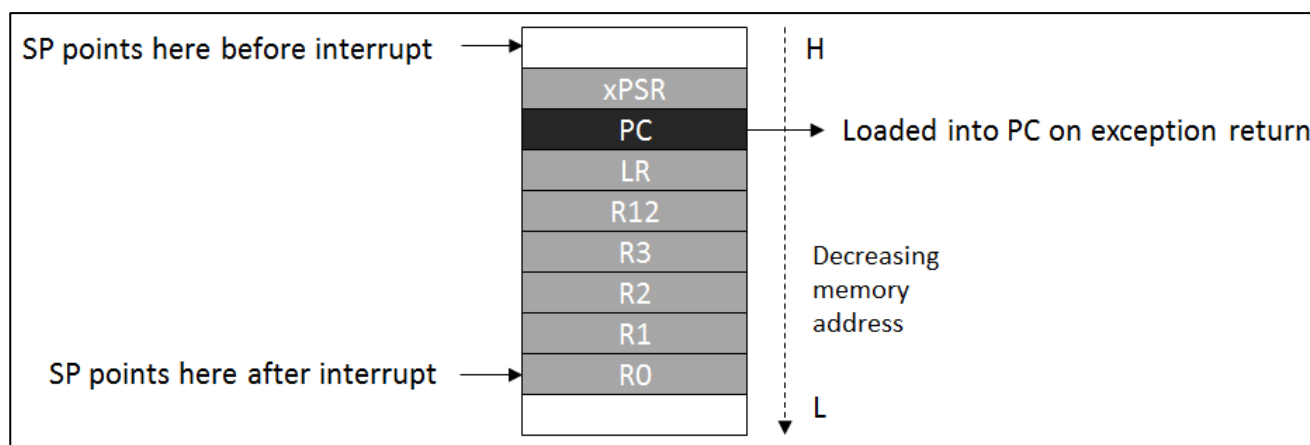 SP points here before interrupt
H
xPSR
PC
Loaded into PC on exception return
LR
R12
R3
Decreasing
memory
address
R2
R1
SP points here after interrupt
R0
L